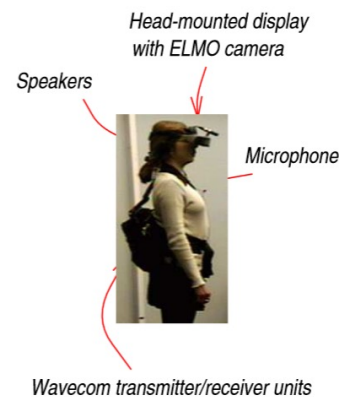 Head-mounted display
with ELMO camera
Speakers
Microphone
Wavecom transmitter/receiver units